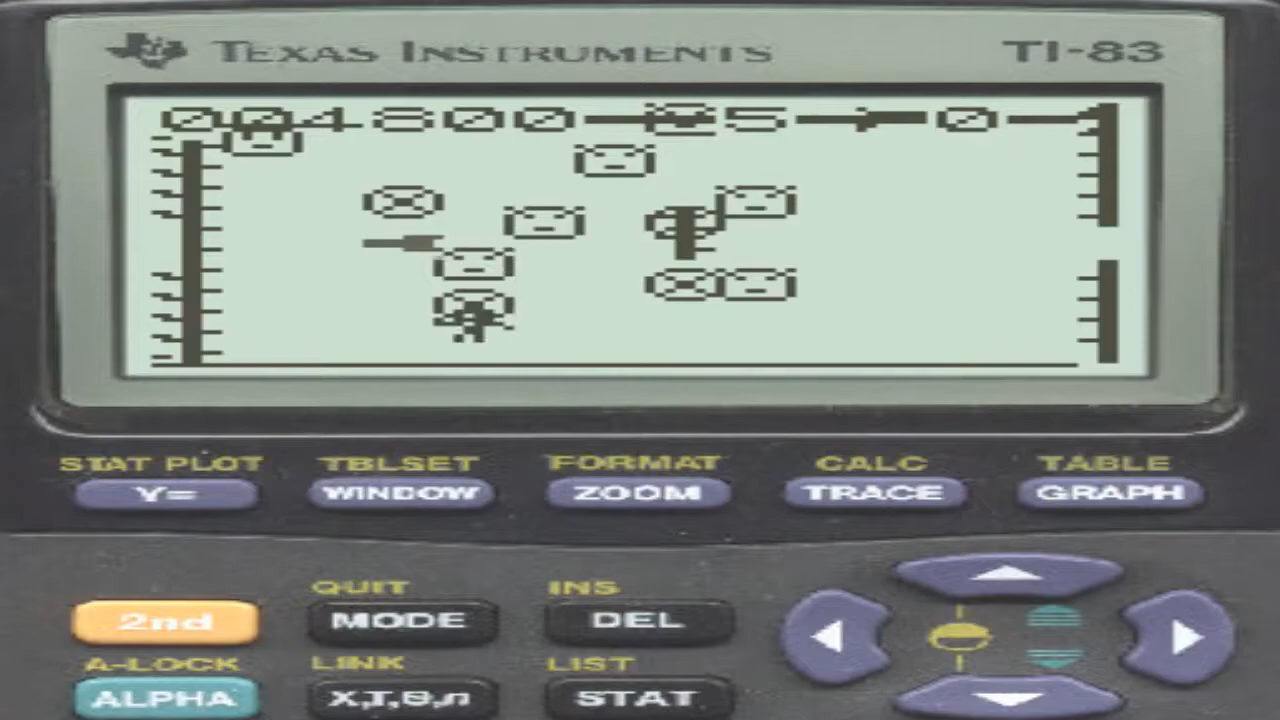 TEXAS INSTRUMENTS TI-83
004800 5 0
STAT PLOT TBLSET FORMAT CALC TABLE
Y= WINDOW ZOOM TRACE GRAPH
QUIT INS
2nd MODE DEL
A-LOCK LINK LIST
ALPHA X,T,Θ,n STAT